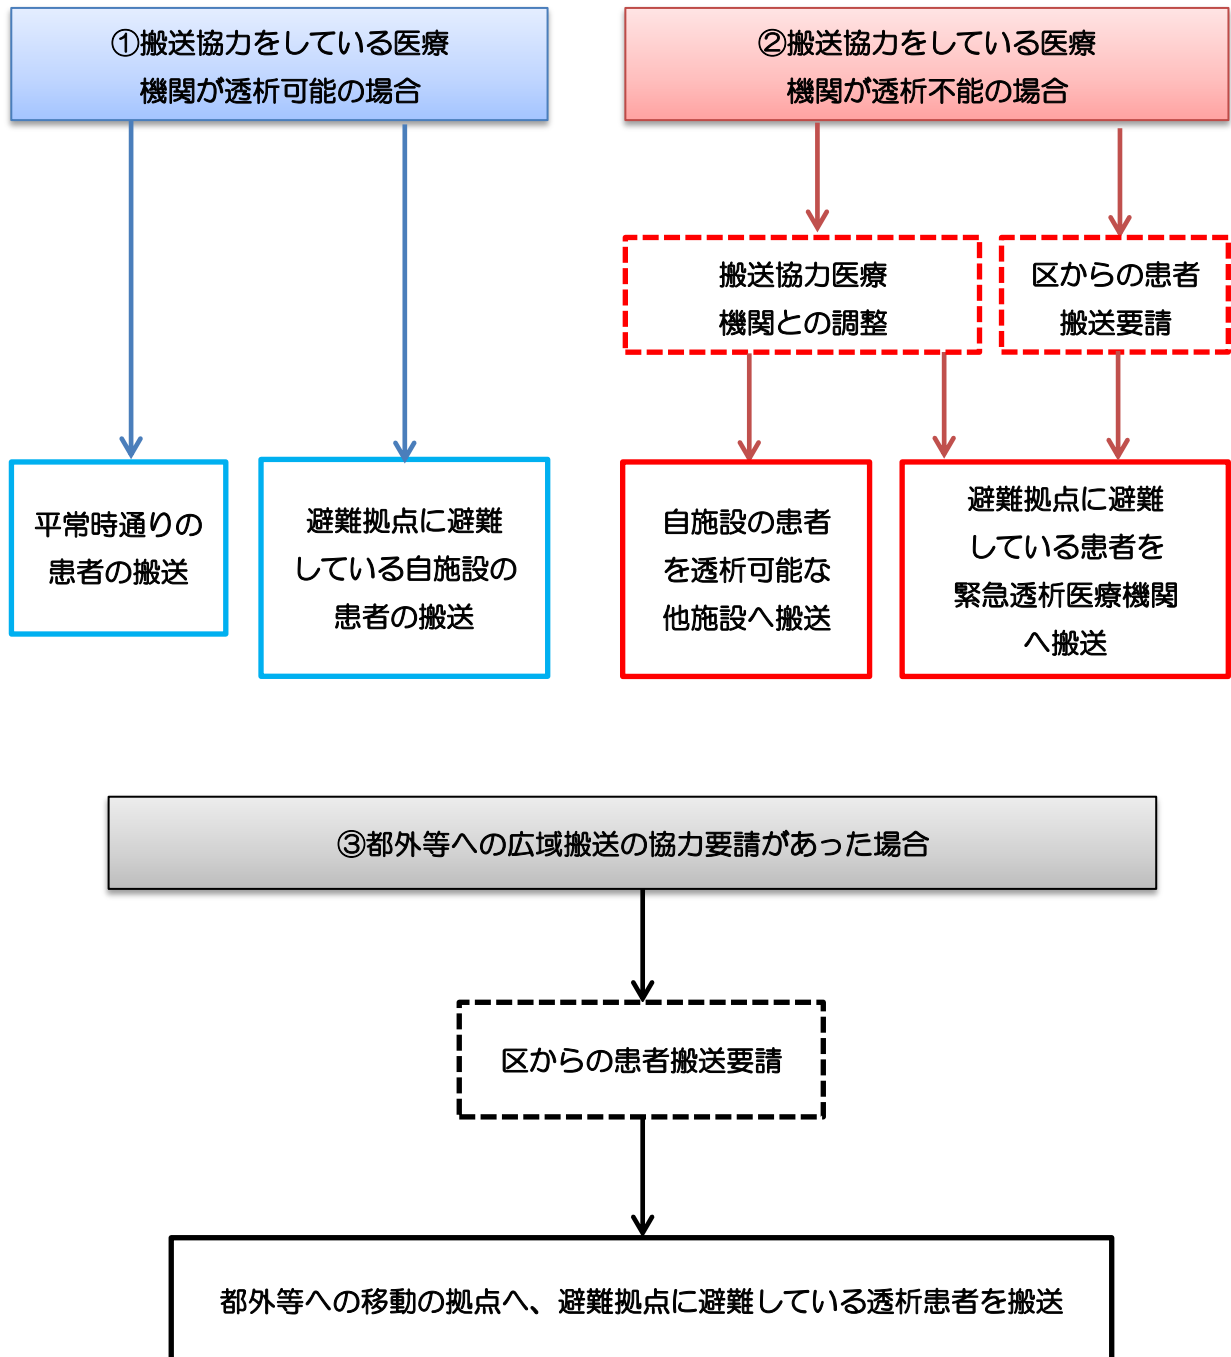 ①搬送協力をしている医療
機関が透析可能の場合
②搬送協力をしている医療
機関が透析不能の場合
搬送協力医療
機関との調整
区からの患者
搬送要請
平常時通りの
患者の搬送
避難拠点に避難
している自施設の
患者の搬送
自施設の患者
を透析可能な
他施設へ搬送
避難拠点に避難
している患者を
緊急透析医療機関
へ搬送
③都外等への広域搬送の協力要請があった場合
区からの患者搬送要請
都外等への移動の拠点へ、避難拠点に避難している透析患者を搬送